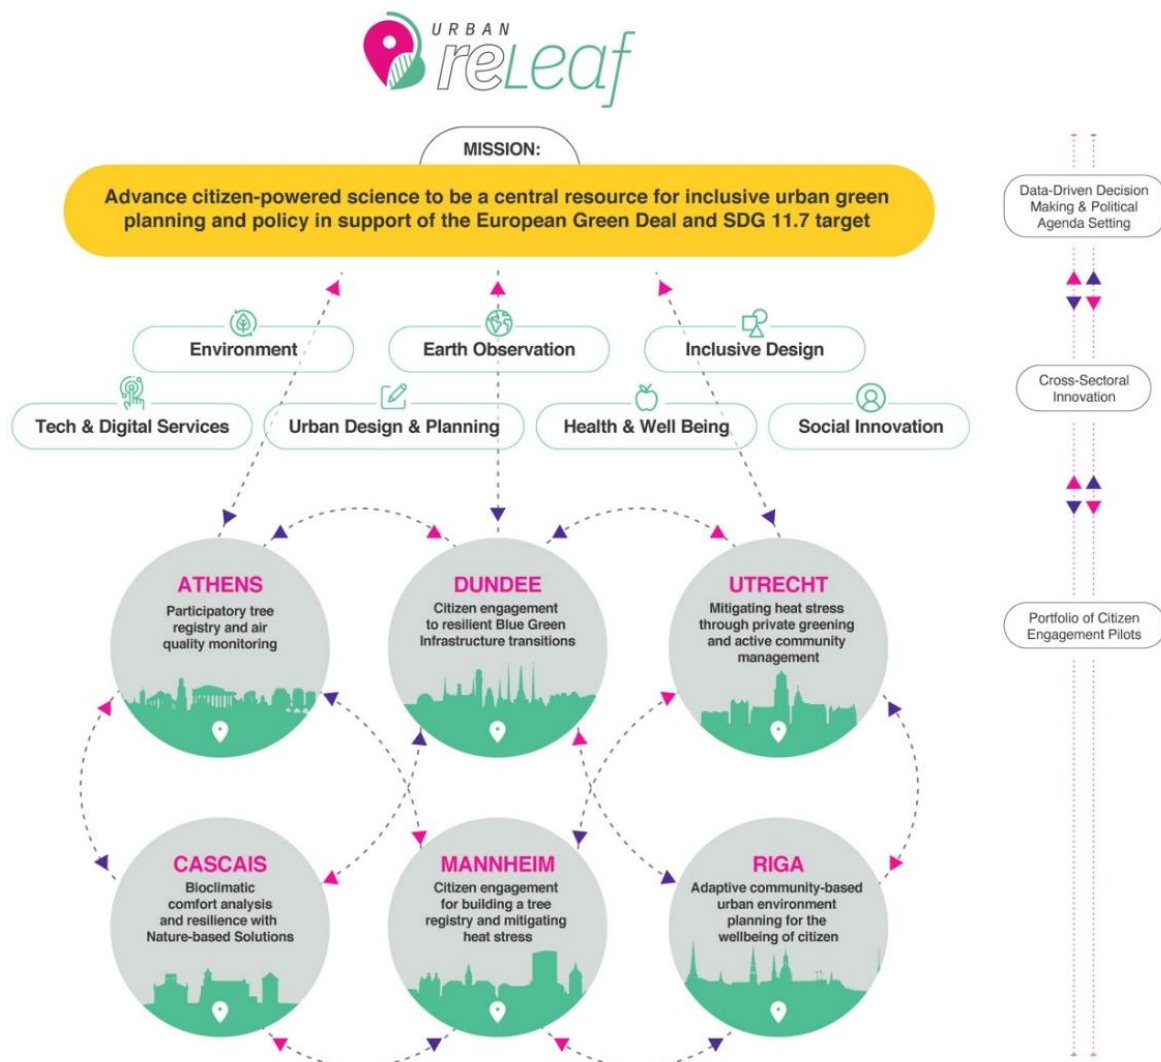 URBAN
reLeaf
MISSION:
Advance citizen-powered science to be a central resource for inclusive urban green
planning and policy in support of the European Green Deal and SDG 11.7 target
Data-Driven Decision
Making & Political
Agenda Setting
Environment
Earth Observation
Inclusive Design
Cross-Sectoral
Innovation
Tech & Digital Services
Urban Design & Planning
Health & Well Being
Social Innovation
ATHENS
Participatory tree
registry and air
quality monitoring
DUNDEE
Citizen engagement
to resilient Blue Green
Infrastructure transitions
UTRECHT
Mitigating heat stress
through private greening
and active community
management
Portfolio of Citizen
Engagement Pilots
CASCAIS
Bioclimatic
comfort analysis
and resilience with
Nature-based Solutions
MANNHEIM
Citizen engagement
for building a tree
registry and mitigating
heat stress
RIGA
Adaptive community-based
urban environment
planning for the
wellbeing of citizen